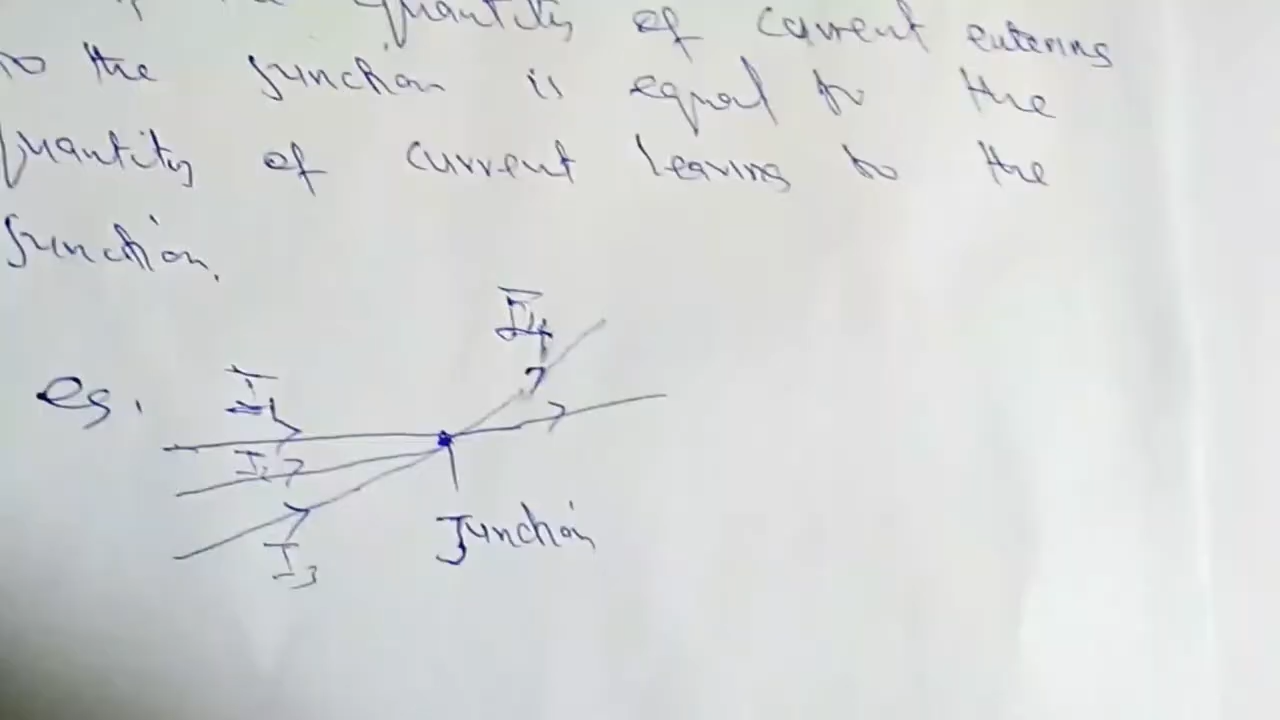 quantity of current entering
to the junction is equal to the
quantity of current leaving to the
junction.
I4
eg.
I1
I2
I3
Junction